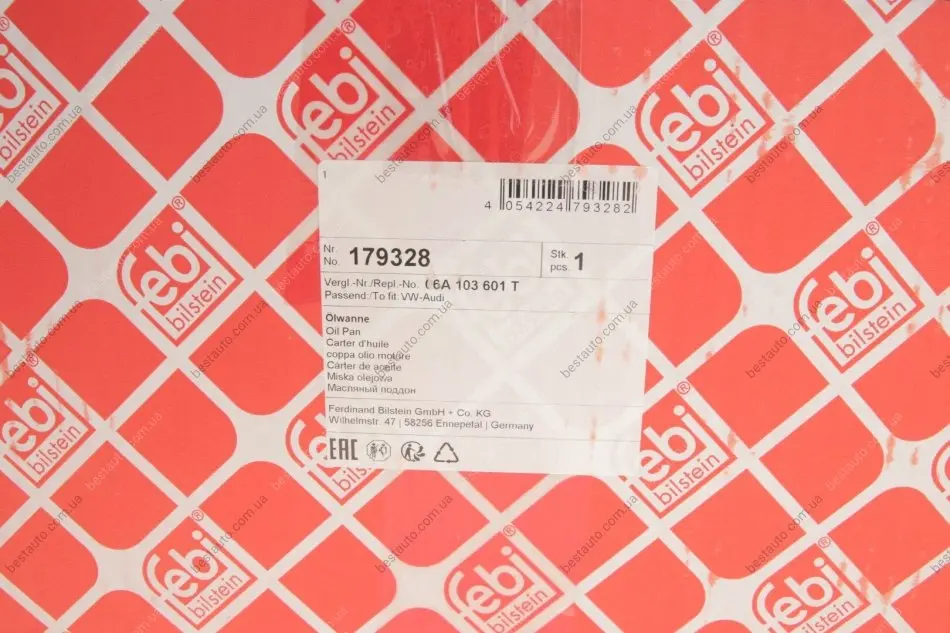 febi
bilstein
1
4 054224 793282
Nr.
No. 179328
Stk.
pcs. 1
Vergl.-Nr./Repl.-No. 06A 103 601 T
Passend:/To fit: VW-Audi
Ölwanne
Oil Pan
Carter d'huile
coppa olio motore
Cárter de aceite
Miska olejowa
Масляный поддон
Ferdinand Bilstein GmbH + Co. KG
Wilhelmstr. 47 | 58256 Ennepetal | Germany
EAC
bestauto.com.ua